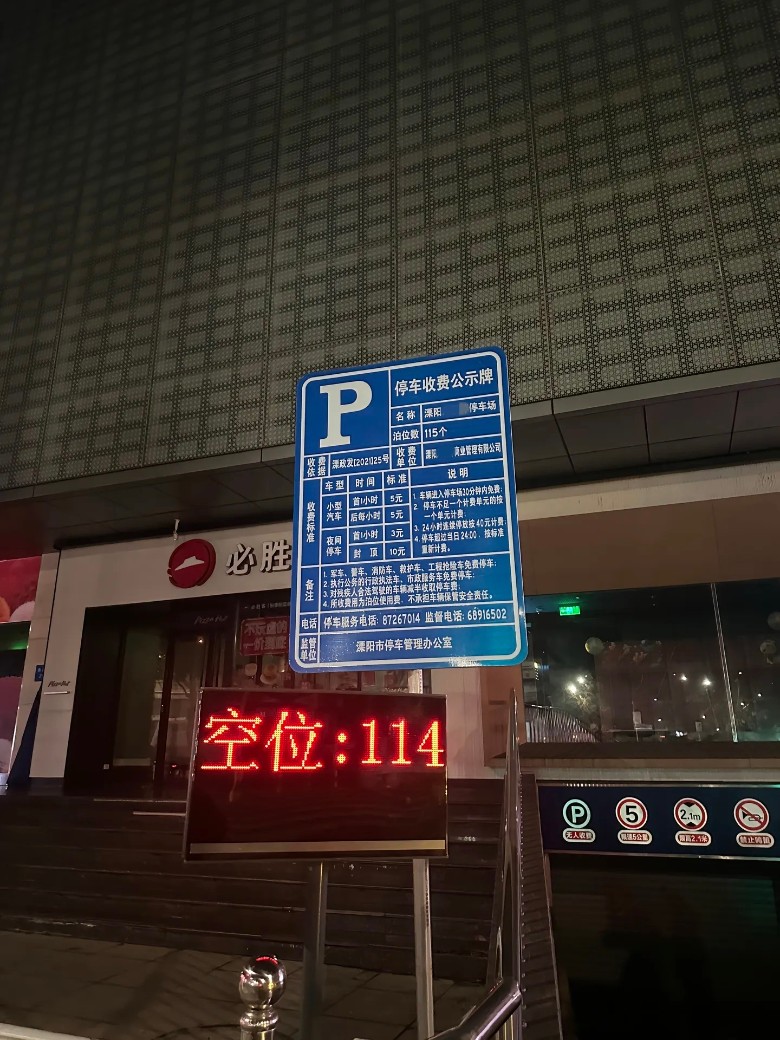 P
停车收费公示牌
名称 溧阳 停车场
泊位数 115个
收费依据 溧政发[2021]25号
收费单位 溧阳 商业管理有限公司
收费标准
车型 时间 标准
小型汽车 首1小时 5元
后每小时 5元
夜间停车 首1小时 3元
封顶 10元
说明
1. 车辆进入停车场20分钟内免费;
2. 停车不足一个计费单元的按
一个单元计费;
3. 24小时连续停放按40元计费;
4. 停车超过当日24:00, 按标准
重新计费。
备注
1. 军车、警车、消防车、救护车、工程抢险车免费停车;
2. 执行公务的行政执法车、市政服务车免费停车;
3. 对残疾人合法驾驶的车辆减半收取停车费;
4. 所收费用为泊位使用费, 不承担车辆保管安全责任。
电话 停车服务电话: 87267014 监督电话: 68916502
监管单位 溧阳市停车管理办公室
必胜
Pizza Hut
空位:114
P 5 2.1m
无人收费 限速5公里 限高2.1米 禁止鸣笛